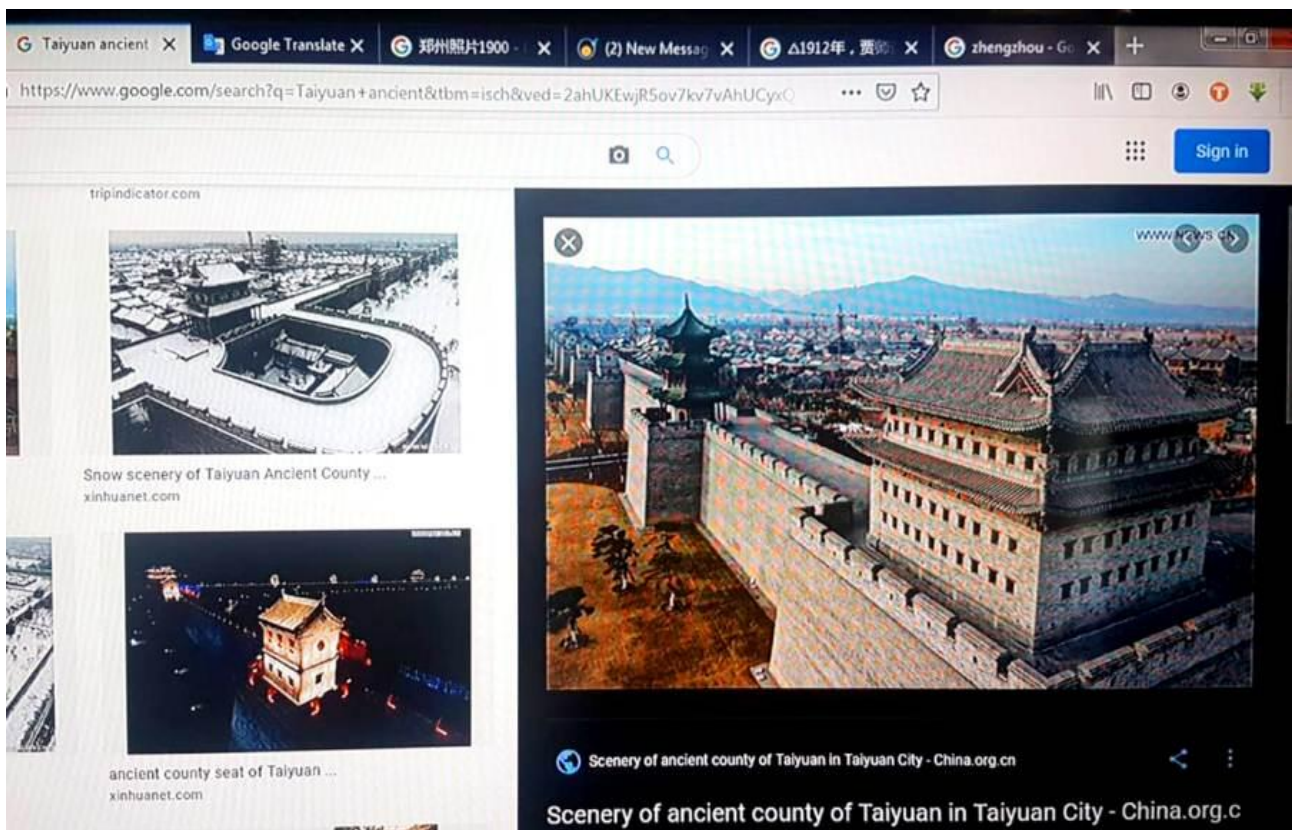 Taiyuan ancient
Google Translate
郑州照片1900 -
(2) New Messag
△1912年，贾
zhengzhou - Go
https://www.google.com/search?q=Taiyuan+ancient&tbm=isch&ved=2ahUKEwjR5ov7kv7vAhUCyxQ
Sign in
tripindicator.com
Snow scenery of Taiyuan Ancient County ...
xinhuanet.com
ancient county seat of Taiyuan ...
xinhuanet.com
Scenery of ancient county of Taiyuan in Taiyuan City - China.org.cn
Scenery of ancient county of Taiyuan in Taiyuan City - China.org.c